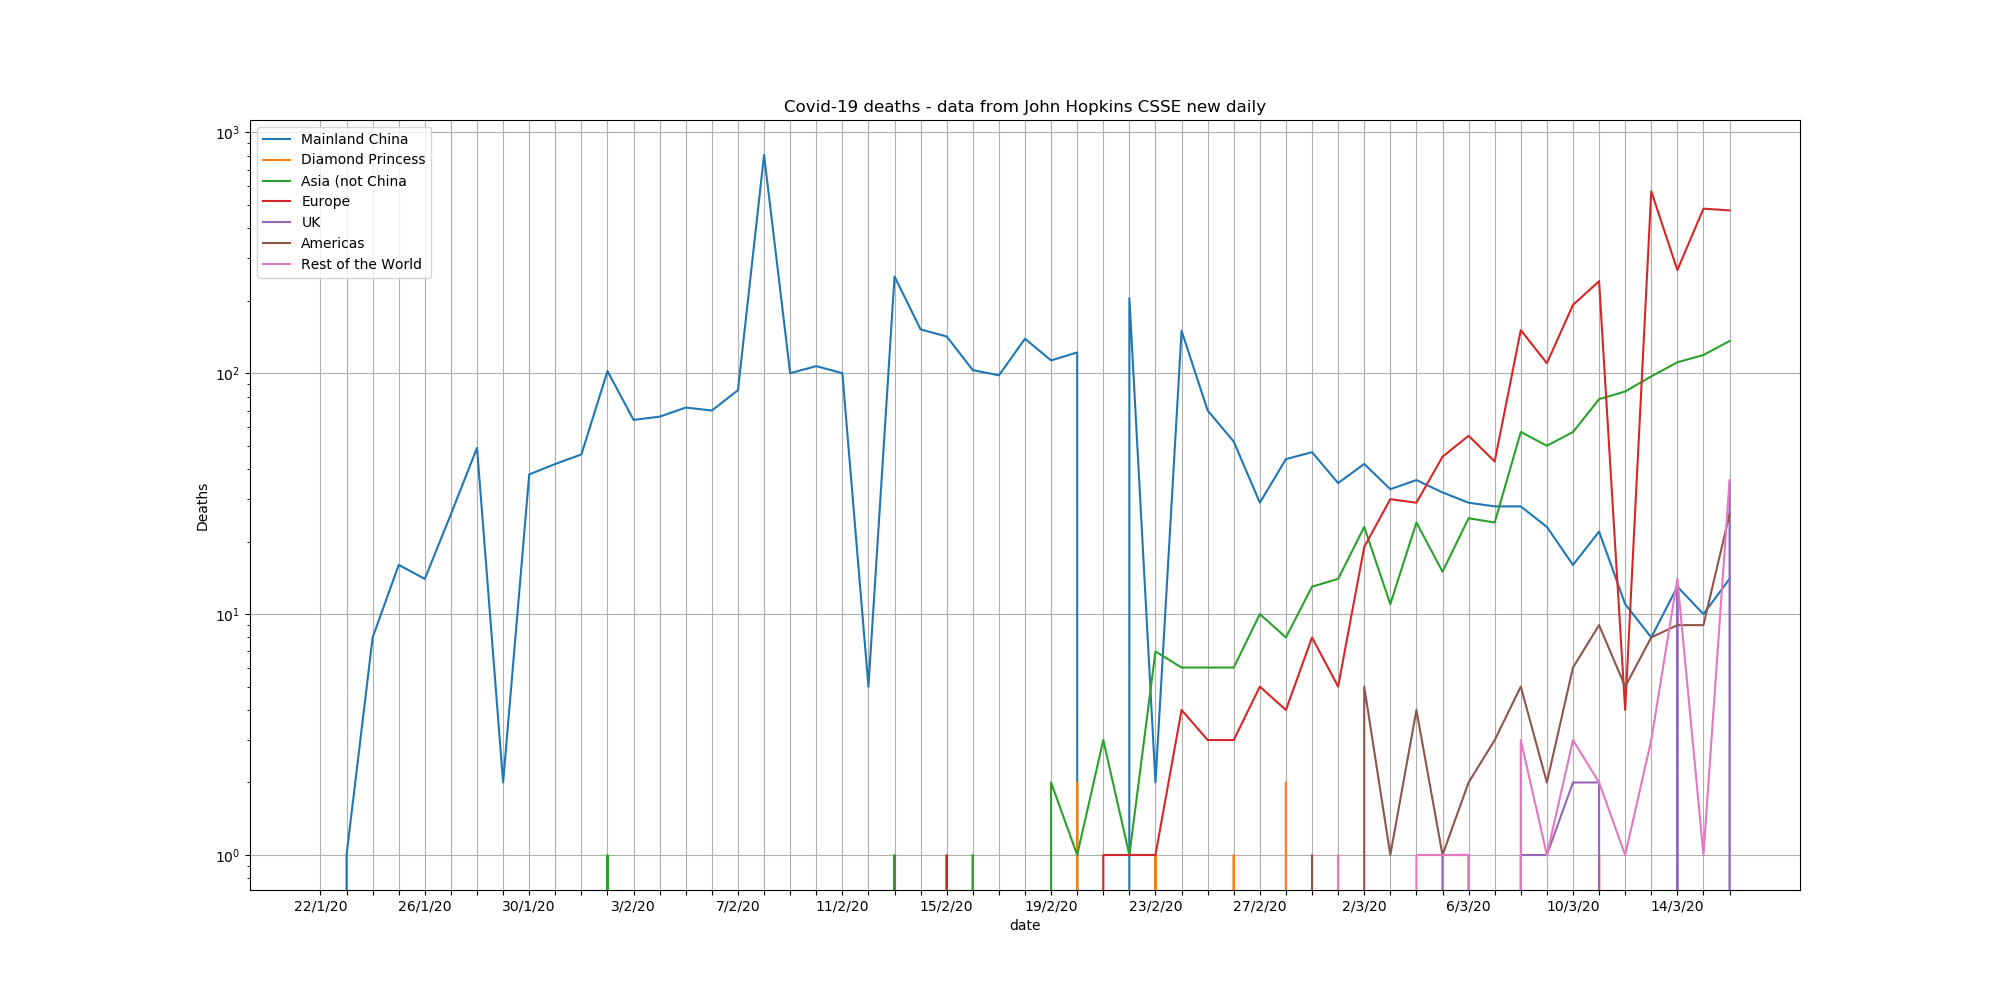 Covid-19 deaths - data from John Hopkins CSSE new daily
Mainland China
Diamond Princess
Asia (not China
Europe
UK
Americas
Rest of the World
10³
10²
10¹
10⁰
Deaths
22/1/20 26/1/20 30/1/20 3/2/20 7/2/20 11/2/20 15/2/20 19/2/20 23/2/20 27/2/20 2/3/20 6/3/20 10/3/20 14/3/20
date